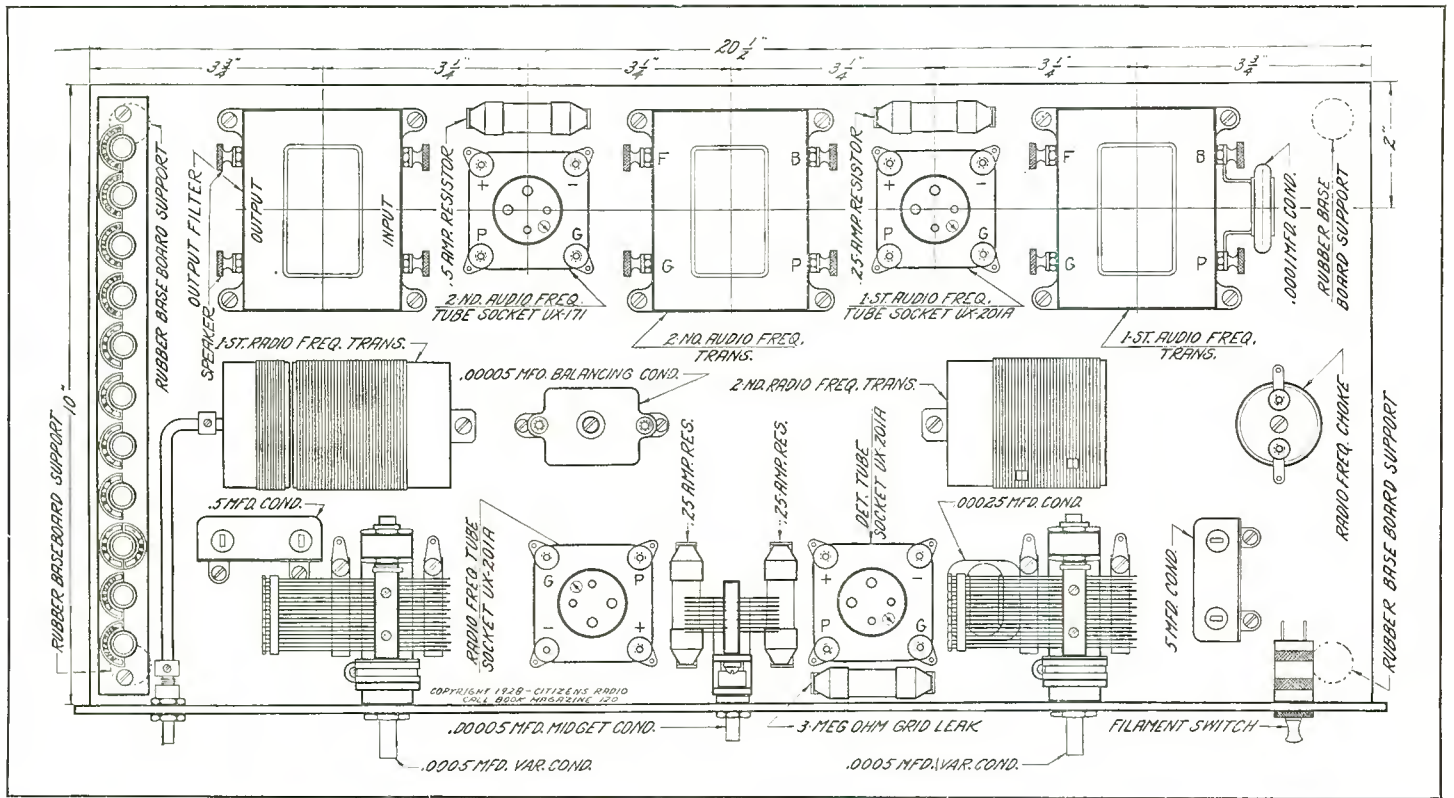 20 1/2"
3 3/4"
3 1/4"
3 1/4"
3 1/4"
3 1/4"
3 3/4"
10"
2"
RUBBER BASE BOARD SUPPORT
OUTPUT FILTER
SPEAKER
OUTPUT
INPUT
.5 AMP. RESISTOR
+
-
P
G
2-ND. AUDIO FREQ.
TUBE SOCKET UX-171
F
B
G
P
2-ND. AUDIO FREQ.
TRANS.
.25 AMP. RESISTOR
+
-
P
G
1-ST. AUDIO FREQ.
TUBE SOCKET UX-201A
F
B
G
P
1-ST. AUDIO FREQ.
TRANS.
.0001 MFD. COND.
RUBBER BASE
BOARD SUPPORT
1-ST. RADIO FREQ. TRANS.
.00005 MFD. BALANCING COND.
2-ND. RADIO FREQ. TRANS.
RADIO FREQ. CHOKE
RUBBER BASE BOARD SUPPORT
RUBBER BASEBOARD SUPPORT
.5 MFD. COND.
RADIO FREQ. TUBE
SOCKET UX-201A
G
P
-
+
.25 AMP. RES.
.25 AMP. RES.
DET. TUBE
SOCKET UX-201A
+
-
P
G
.00025 MFD. COND.
.5 MFD. COND.
COPYRIGHT 1928 - CITIZENS RADIO
CALL BOOK MAGAZINE 120
.00005 MFD. MIDGET COND.
3-MEG OHM GRID LEAK
FILAMENT SWITCH
.0005 MFD. VAR. COND.
.0005 MFD. VAR. COND.